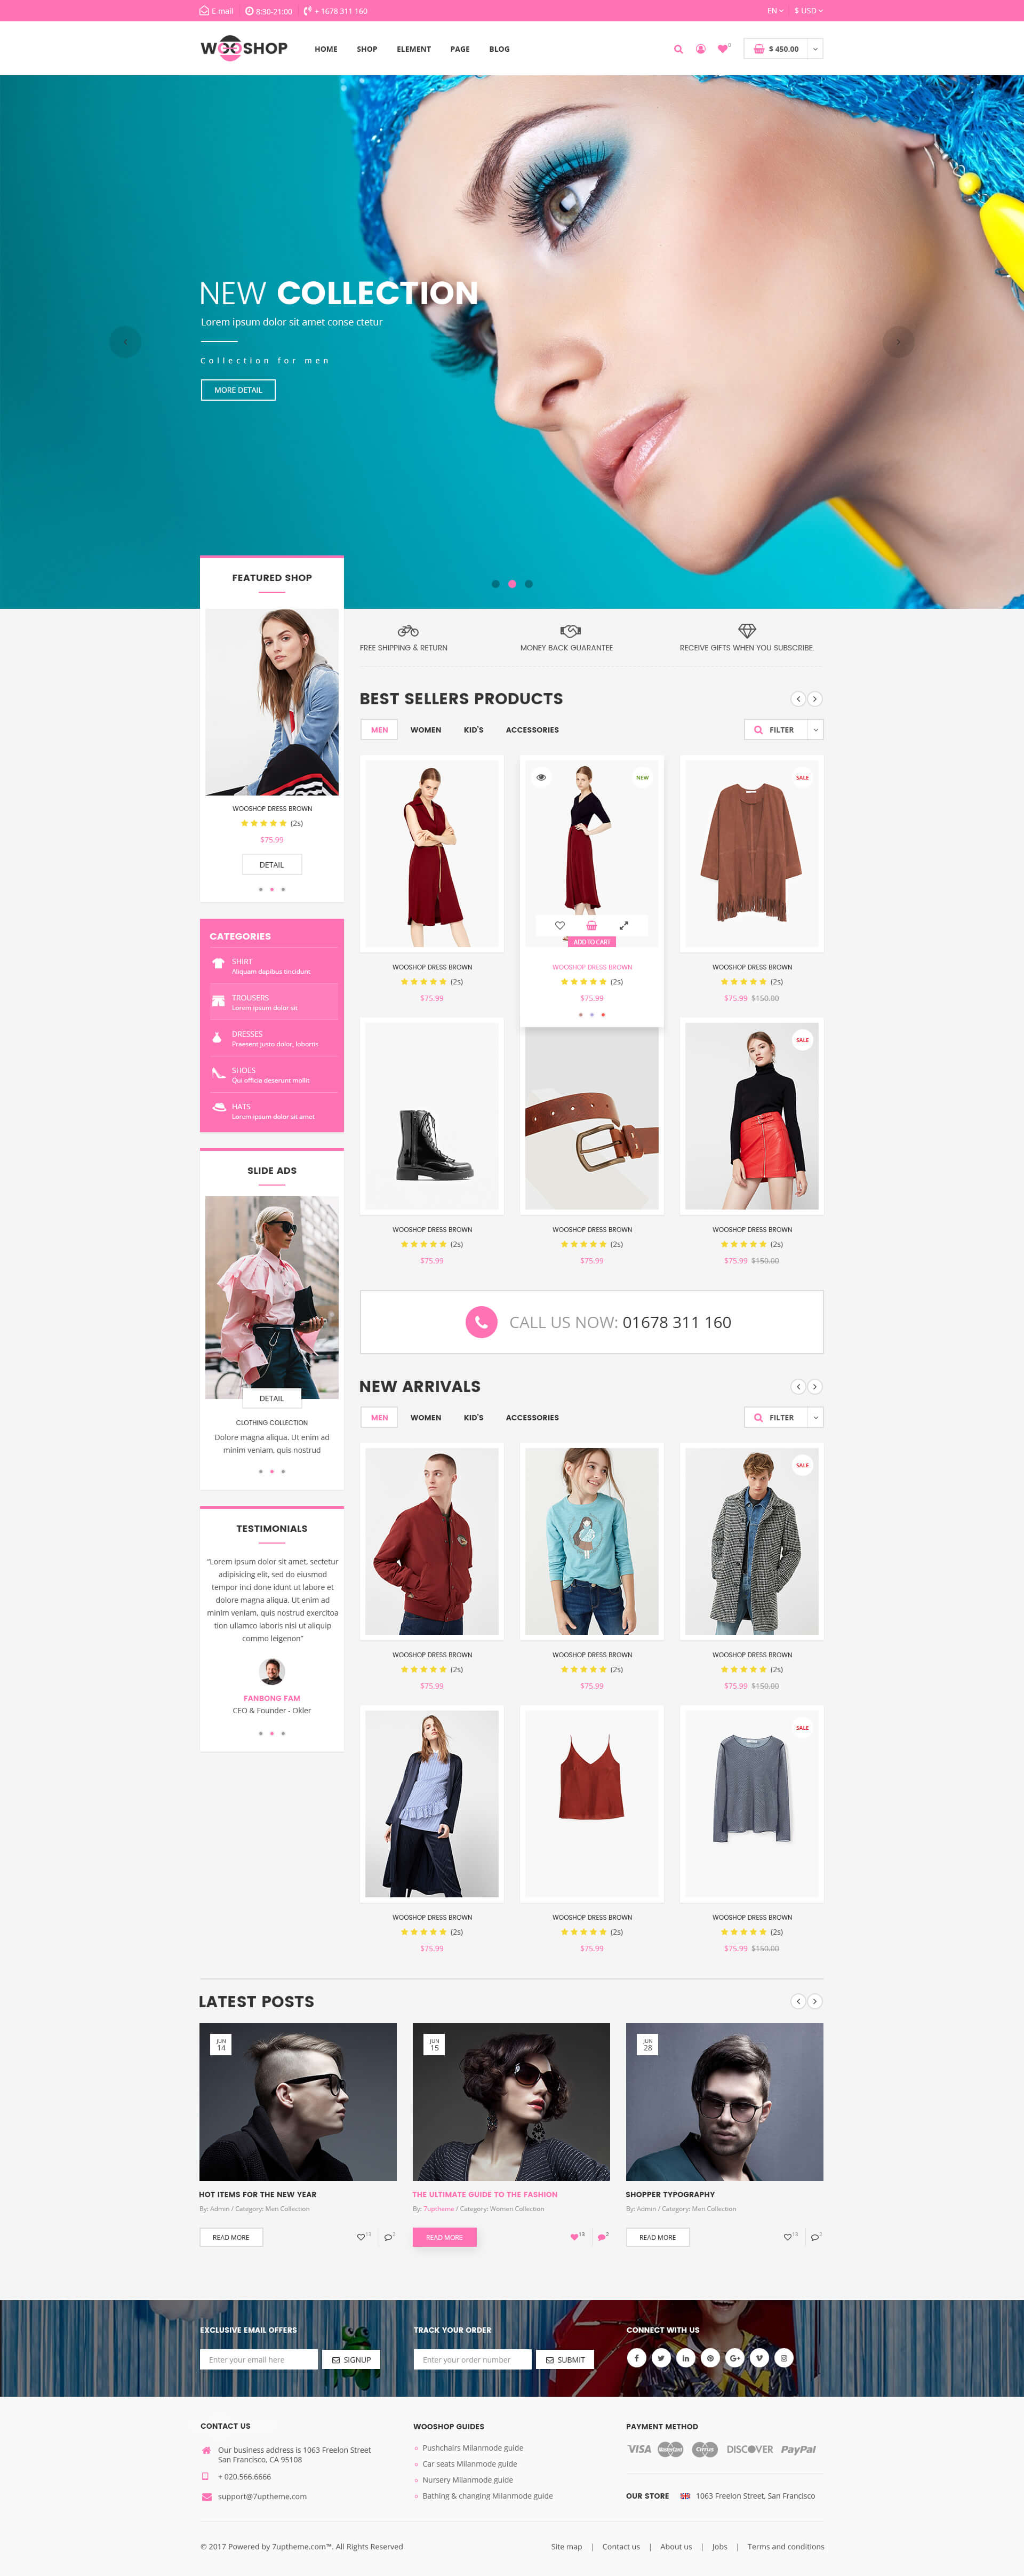 E-mail 8:30-21:00 + 1678 311 160 EN $ USD
WOOSHOP HOME SHOP ELEMENT PAGE BLOG 0 $ 450.00
NEW COLLECTION
Lorem ipsum dolor sit amet conse ctetur
Collection for men
MORE DETAIL
FEATURED SHOP
WOOSHOP DRESS BROWN
(2s)
$75.99
DETAIL
CATEGORIES
SHIRT
Aliquam dapibus tincidunt
TROUSERS
Lorem ipsum dolor sit
DRESSES
Praesent justo dolor, lobortis
SHOES
Qui officia deserunt mollit
HATS
Lorem ipsum dolor sit amet
SLIDE ADS
DETAIL
CLOTHING COLLECTION
Dolore magna aliqua. Ut enim ad
minim veniam, quis nostrud
TESTIMONIALS
"Lorem ipsum dolor sit amet, sectetur
adipisicing elit, sed do eiusmod
tempor inci done idunt ut labore et
dolore magna aliqua. Ut enim ad
minim veniam, quis nostrud exercitoa
tion ullamco laboris nisi ut aliquip
commo leigenon"
FANBONG FAM
CEO & Founder - Okler
FREE SHIPPING & RETURN MONEY BACK GUARANTEE RECEIVE GIFTS WHEN YOU SUBSCRIBE.
BEST SELLERS PRODUCTS
MEN WOMEN KID'S ACCESSORIES FILTER
NEW SALE
ADD TO CART
WOOSHOP DRESS BROWN WOOSHOP DRESS BROWN WOOSHOP DRESS BROWN
(2s) (2s) (2s)
$75.99 $75.99 $75.99 $150.00
SALE
WOOSHOP DRESS BROWN WOOSHOP DRESS BROWN WOOSHOP DRESS BROWN
(2s) (2s) (2s)
$75.99 $75.99 $75.99 $150.00
CALL US NOW: 01678 311 160
NEW ARRIVALS
MEN WOMEN KID'S ACCESSORIES FILTER
SALE
WOOSHOP DRESS BROWN WOOSHOP DRESS BROWN WOOSHOP DRESS BROWN
(2s) (2s) (2s)
$75.99 $75.99 $75.99 $150.00
SALE
WOOSHOP DRESS BROWN WOOSHOP DRESS BROWN WOOSHOP DRESS BROWN
(2s) (2s) (2s)
$75.99 $75.99 $75.99 $150.00
LATEST POSTS
JUN JUN JUN
14 15 28
HOT ITEMS FOR THE NEW YEAR THE ULTIMATE GUIDE TO THE FASHION SHOPPER TYPOGRAPHY
By: Admin / Category: Men Collection By: 7uptheme / Category: Women Collection By: Admin / Category: Men Collection
READ MORE 13 2 READ MORE 13 2 READ MORE 13 2
EXCLUSIVE EMAIL OFFERS TRACK YOUR ORDER CONNECT WITH US
Enter your email here SIGNUP Enter your order number SUBMIT
CONTACT US
Our business address is 1063 Freelon Street
San Francisco, CA 95108
+ 020.566.6666
support@7uptheme.com
WOOSHOP GUIDES
Pushchairs Milanmode guide
Car seats Milanmode guide
Nursery Milanmode guide
Bathing & changing Milanmode guide
PAYMENT METHOD
VISA MasterCard Cirrus DISCOVER PayPal
OUR STORE 1063 Freelon Street, San Francisco
© 2017 Powered by 7uptheme.com™. All Rights Reserved Site map | Contact us | About us | Jobs | Terms and conditions